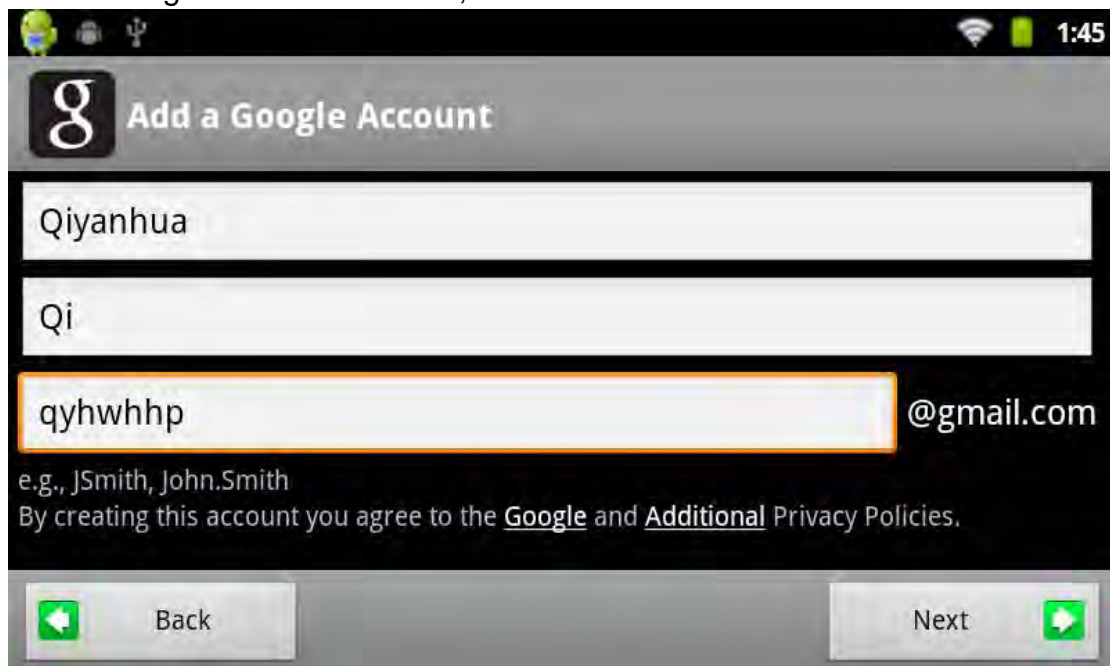 1:45
g Add a Google Account
Qiyanhua
Qi
qyhwhhp @gmail.com
e.g., JSmith, John.Smith
By creating this account you agree to the Google and Additional Privacy Policies.
Back Next